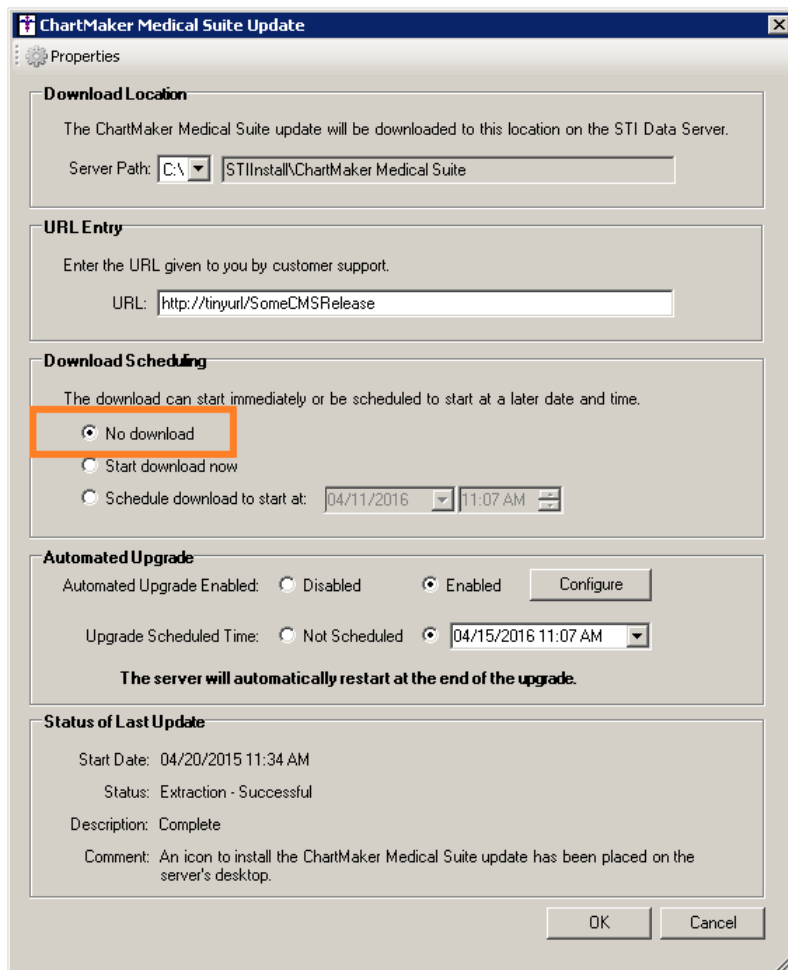 ChartMaker Medical Suite Update
Properties
Download Location
The ChartMaker Medical Suite update will be downloaded to this location on the STI Data Server.
Server Path: C:\ STIInstall\ChartMaker Medical Suite
URL Entry
Enter the URL given to you by customer support.
URL: http://tinyurl/SomeCMSRelease
Download Scheduling
The download can start immediately or be scheduled to start at a later date and time.
No download
Start download now
Schedule download to start at: 04/11/2016 11:07 AM
Automated Upgrade
Automated Upgrade Enabled: Disabled Enabled Configure
Upgrade Scheduled Time: Not Scheduled 04/15/2016 11:07 AM
The server will automatically restart at the end of the upgrade.
Status of Last Update
Start Date: 04/20/2015 11:34 AM
Status: Extraction - Successful
Description: Complete
Comment: An icon to install the ChartMaker Medical Suite update has been placed on the
server's desktop.
OK Cancel